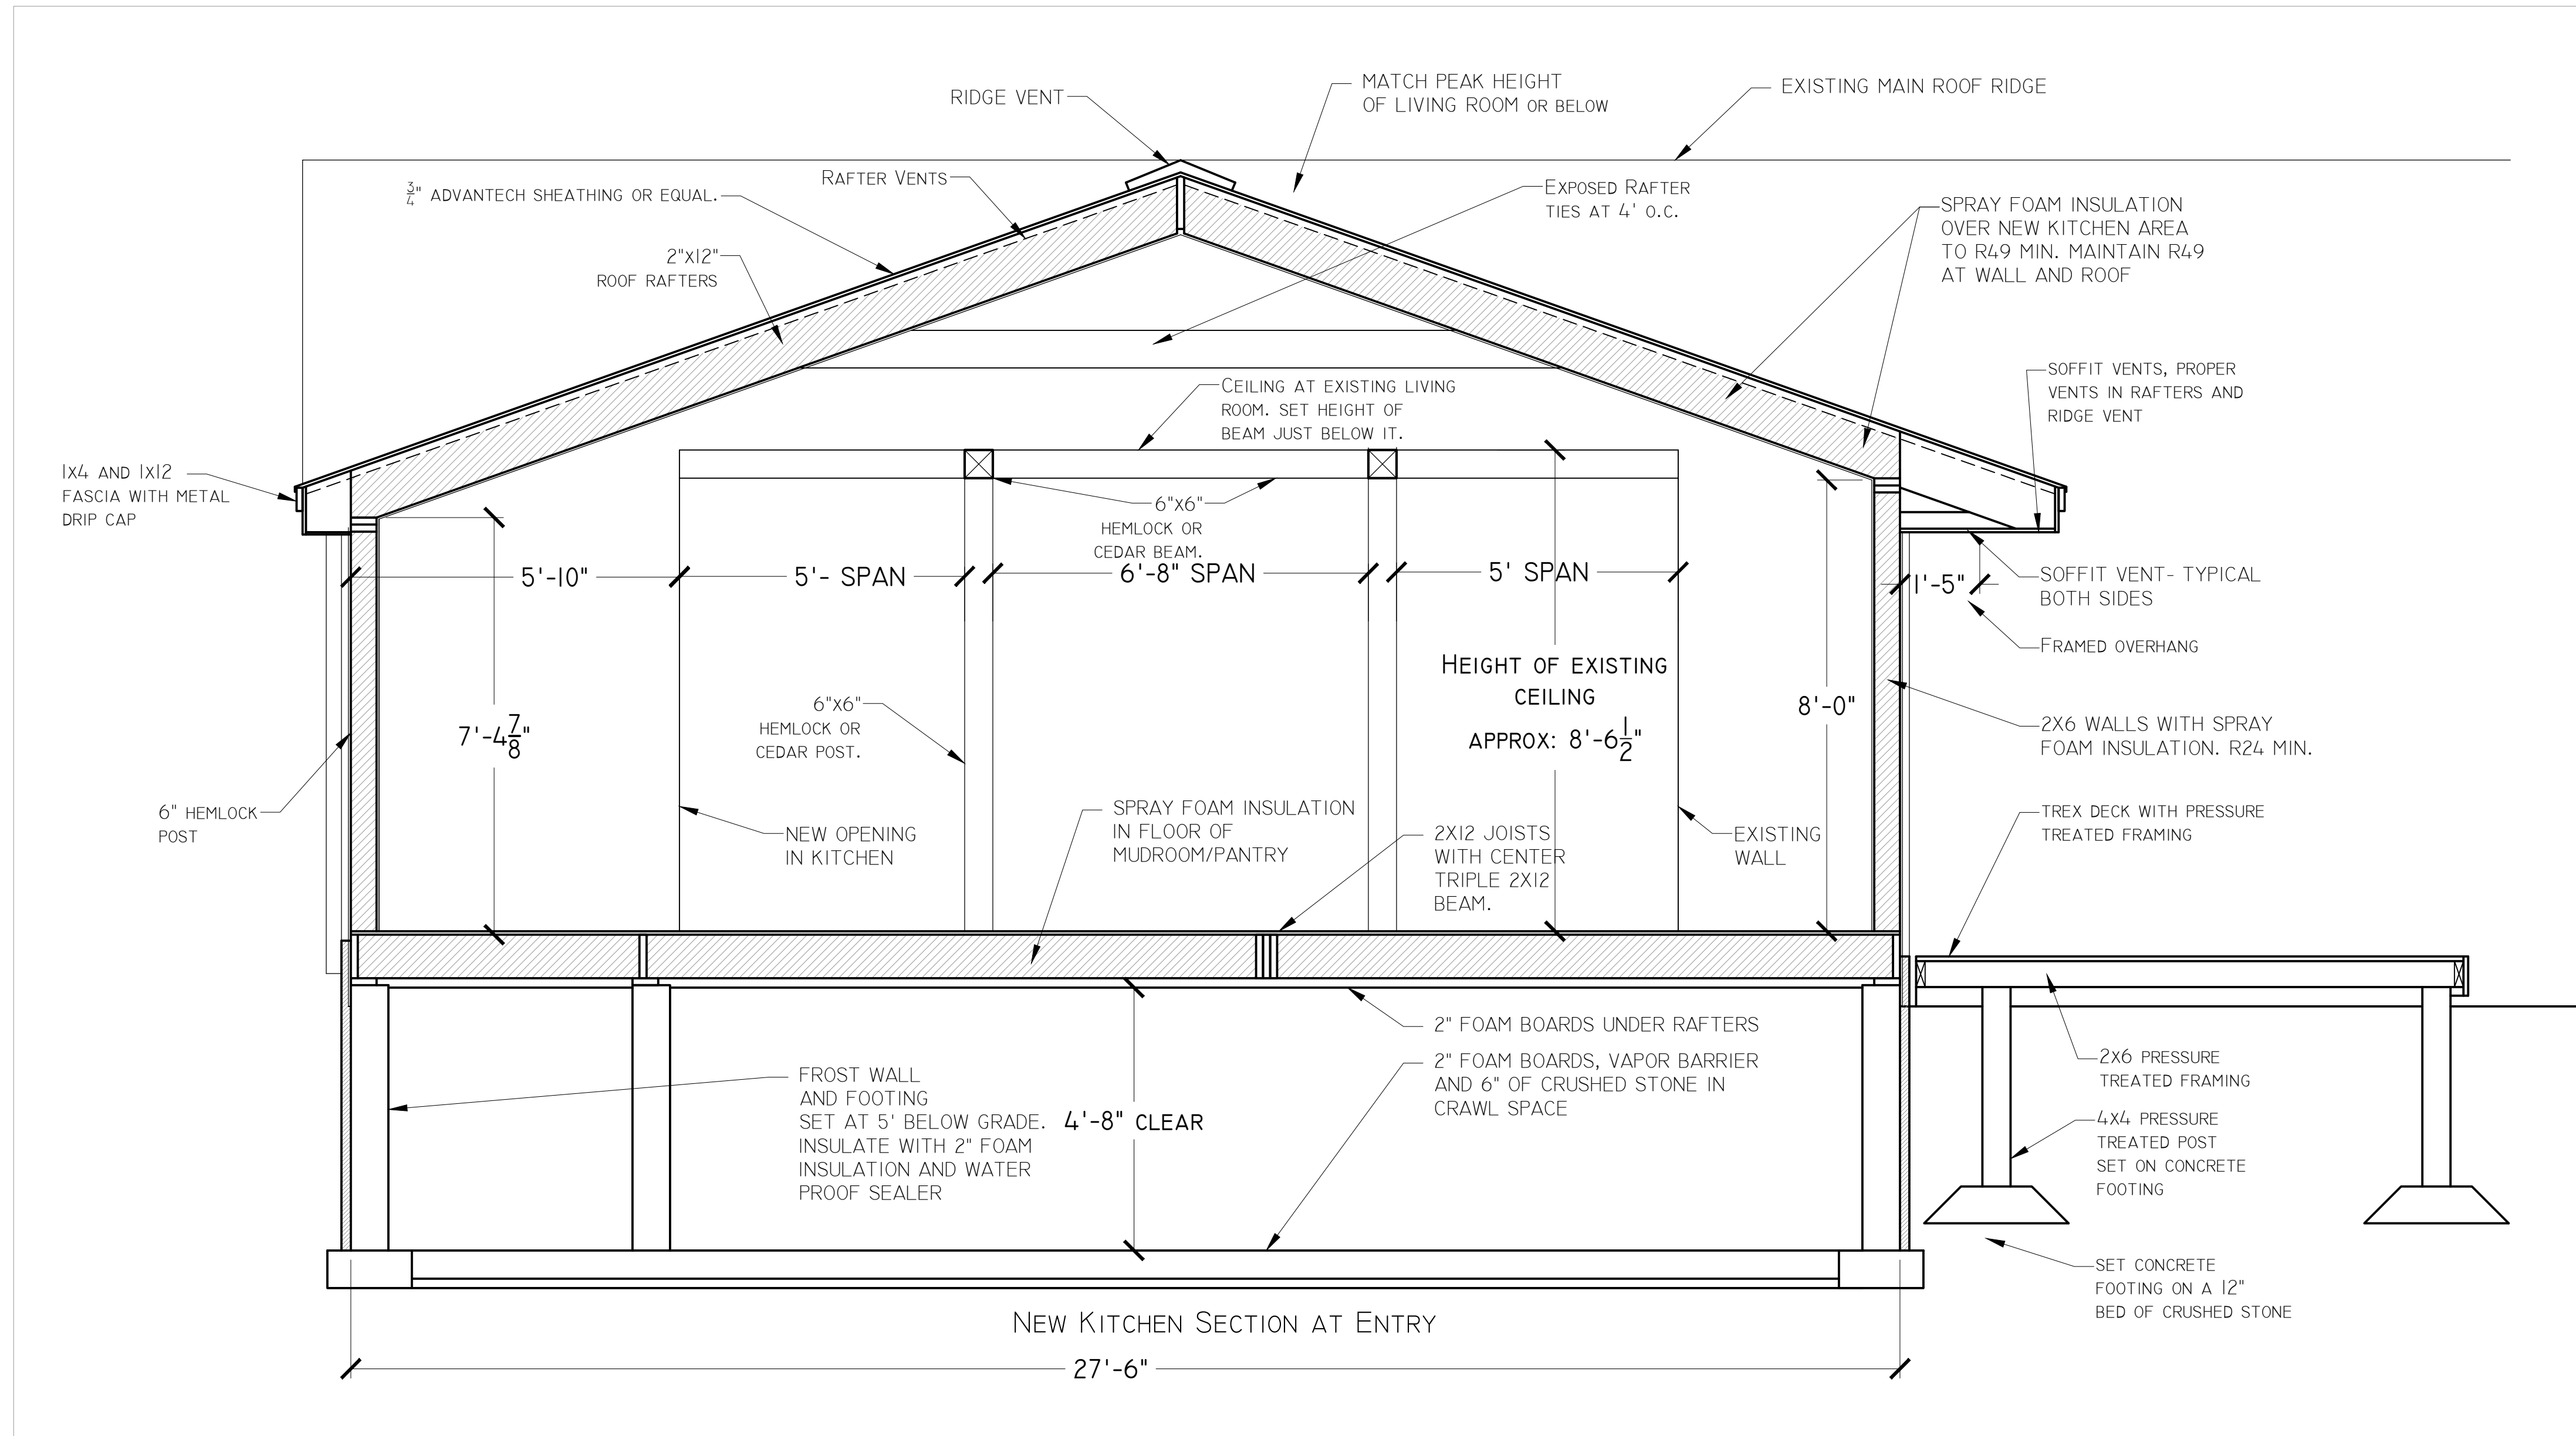 RIDGE VENT
MATCH PEAK HEIGHT
OF LIVING ROOM OR BELOW
EXISTING MAIN ROOF RIDGE
3/4" ADVANTECH SHEATHING OR EQUAL.
RAFTER VENTS
EXPOSED RAFTER
TIES AT 4' O.C.
SPRAY FOAM INSULATION
OVER NEW KITCHEN AREA
TO R49 MIN. MAINTAIN R49
AT WALL AND ROOF
2"X12"
ROOF RAFTERS
CEILING AT EXISTING LIVING
ROOM. SET HEIGHT OF
BEAM JUST BELOW IT.
SOFFIT VENTS, PROPER
VENTS IN RAFTERS AND
RIDGE VENT
1X4 AND 1X12
FASCIA WITH METAL
DRIP CAP
6"X6"
HEMLOCK OR
CEDAR BEAM.
5'-10"
5'- SPAN
6'-8" SPAN
5' SPAN
1'-5"
SOFFIT VENT- TYPICAL
BOTH SIDES
FRAMED OVERHANG
HEIGHT OF EXISTING
CEILING
APPROX: 8'-6 1/2"
8'-0"
7'-4 7/8"
6"X6"
HEMLOCK OR
CEDAR POST.
2X6 WALLS WITH SPRAY
FOAM INSULATION. R24 MIN.
6" HEMLOCK
POST
NEW OPENING
IN KITCHEN
SPRAY FOAM INSULATION
IN FLOOR OF
MUDROOM/PANTRY
2X12 JOISTS
WITH CENTER
TRIPLE 2X12
BEAM.
EXISTING
WALL
TREX DECK WITH PRESSURE
TREATED FRAMING
2" FOAM BOARDS UNDER RAFTERS
2" FOAM BOARDS, VAPOR BARRIER
AND 6" OF CRUSHED STONE IN
CRAWL SPACE
FROST WALL
AND FOOTING
SET AT 5' BELOW GRADE.
INSULATE WITH 2" FOAM
INSULATION AND WATER
PROOF SEALER
4'-8" CLEAR
2X6 PRESSURE
TREATED FRAMING
4X4 PRESSURE
TREATED POST
SET ON CONCRETE
FOOTING
SET CONCRETE
FOOTING ON A 12"
BED OF CRUSHED STONE
NEW KITCHEN SECTION AT ENTRY
27'-6"